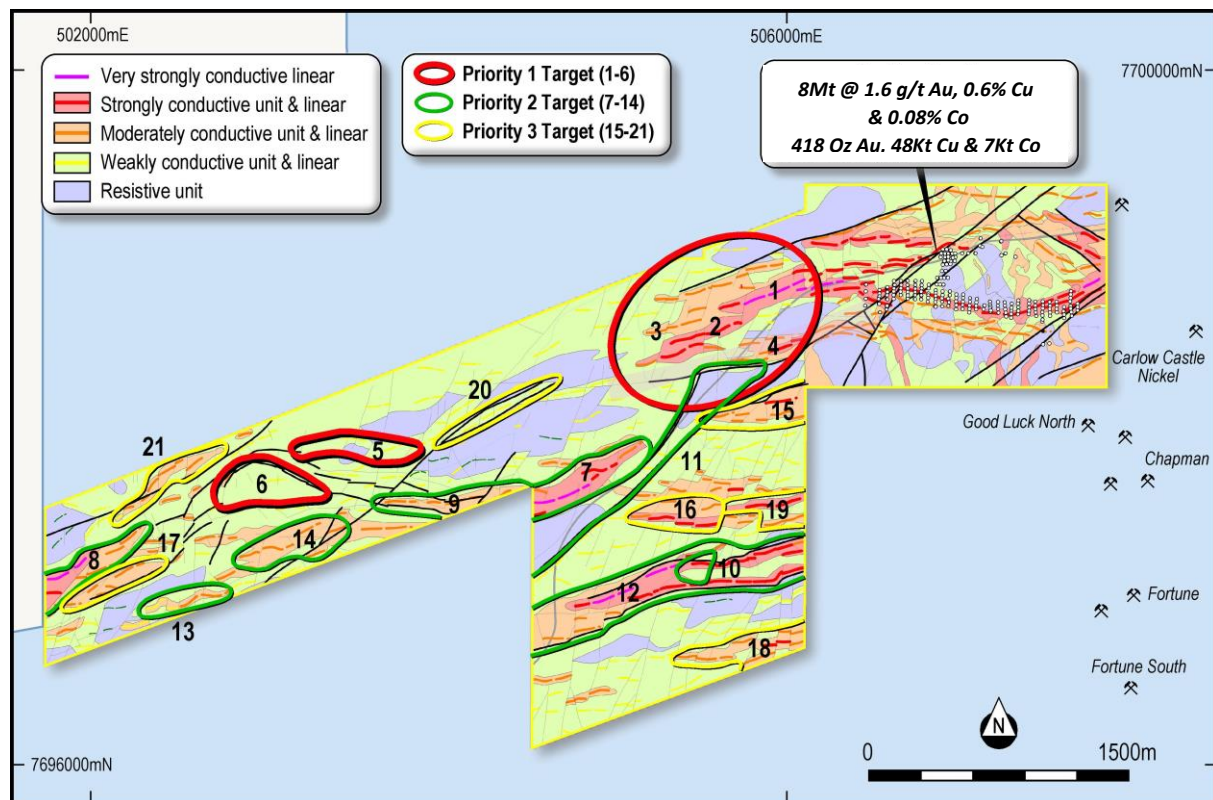 502000mE
506000mE
7700000mN
Very strongly conductive linear
Strongly conductive unit & linear
Moderately conductive unit & linear
Weakly conductive unit & linear
Resistive unit
Priority 1 Target (1-6)
Priority 2 Target (7-14)
Priority 3 Target (15-21)
8Mt @ 1.6 g/t Au, 0.6% Cu
& 0.08% Co
418 Oz Au. 48Kt Cu & 7Kt Co
1
2
3
4
Carlow Castle
Nickel
20
15
Good Luck North
5
21
11
7
Chapman
6
9
16
19
14
17
8
10
12
Fortune
13
18
Fortune South
N
0
1500m
7696000mN